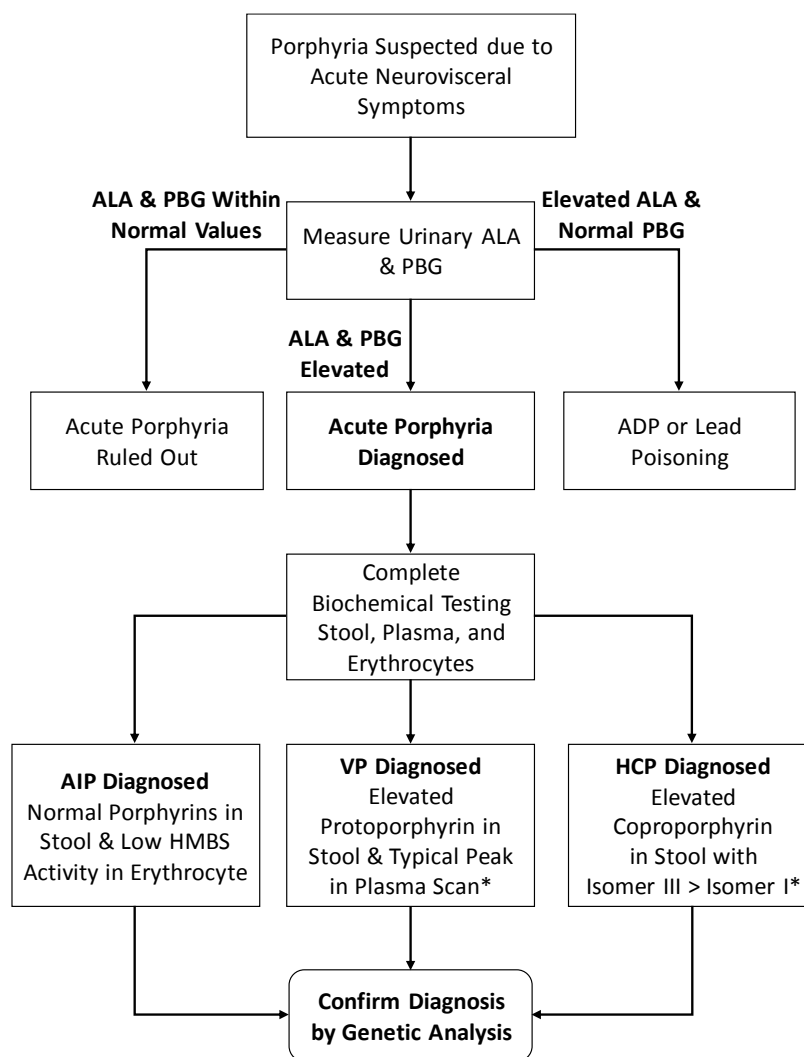 Porphyria Suspected due to
Acute Neurovisceral
Symptoms
ALA & PBG Within
Normal Values
Elevated ALA &
Normal PBG
Measure Urinary ALA
& PBG
ALA & PBG
Elevated
Acute Porphyria
Ruled Out
Acute Porphyria
Diagnosed
ADP or Lead
Poisoning
Complete
Biochemical Testing
Stool, Plasma, and
Erythrocytes
AIP Diagnosed
Normal Porphyrins in
Stool & Low HMBS
Activity in Erythrocyte
VP Diagnosed
Elevated
Protoporphyrin in
Stool & Typical Peak
in Plasma Scan*
HCP Diagnosed
Elevated
Coproporphyrin
in Stool with
Isomer III > Isomer I*
Confirm Diagnosis
by Genetic Analysis